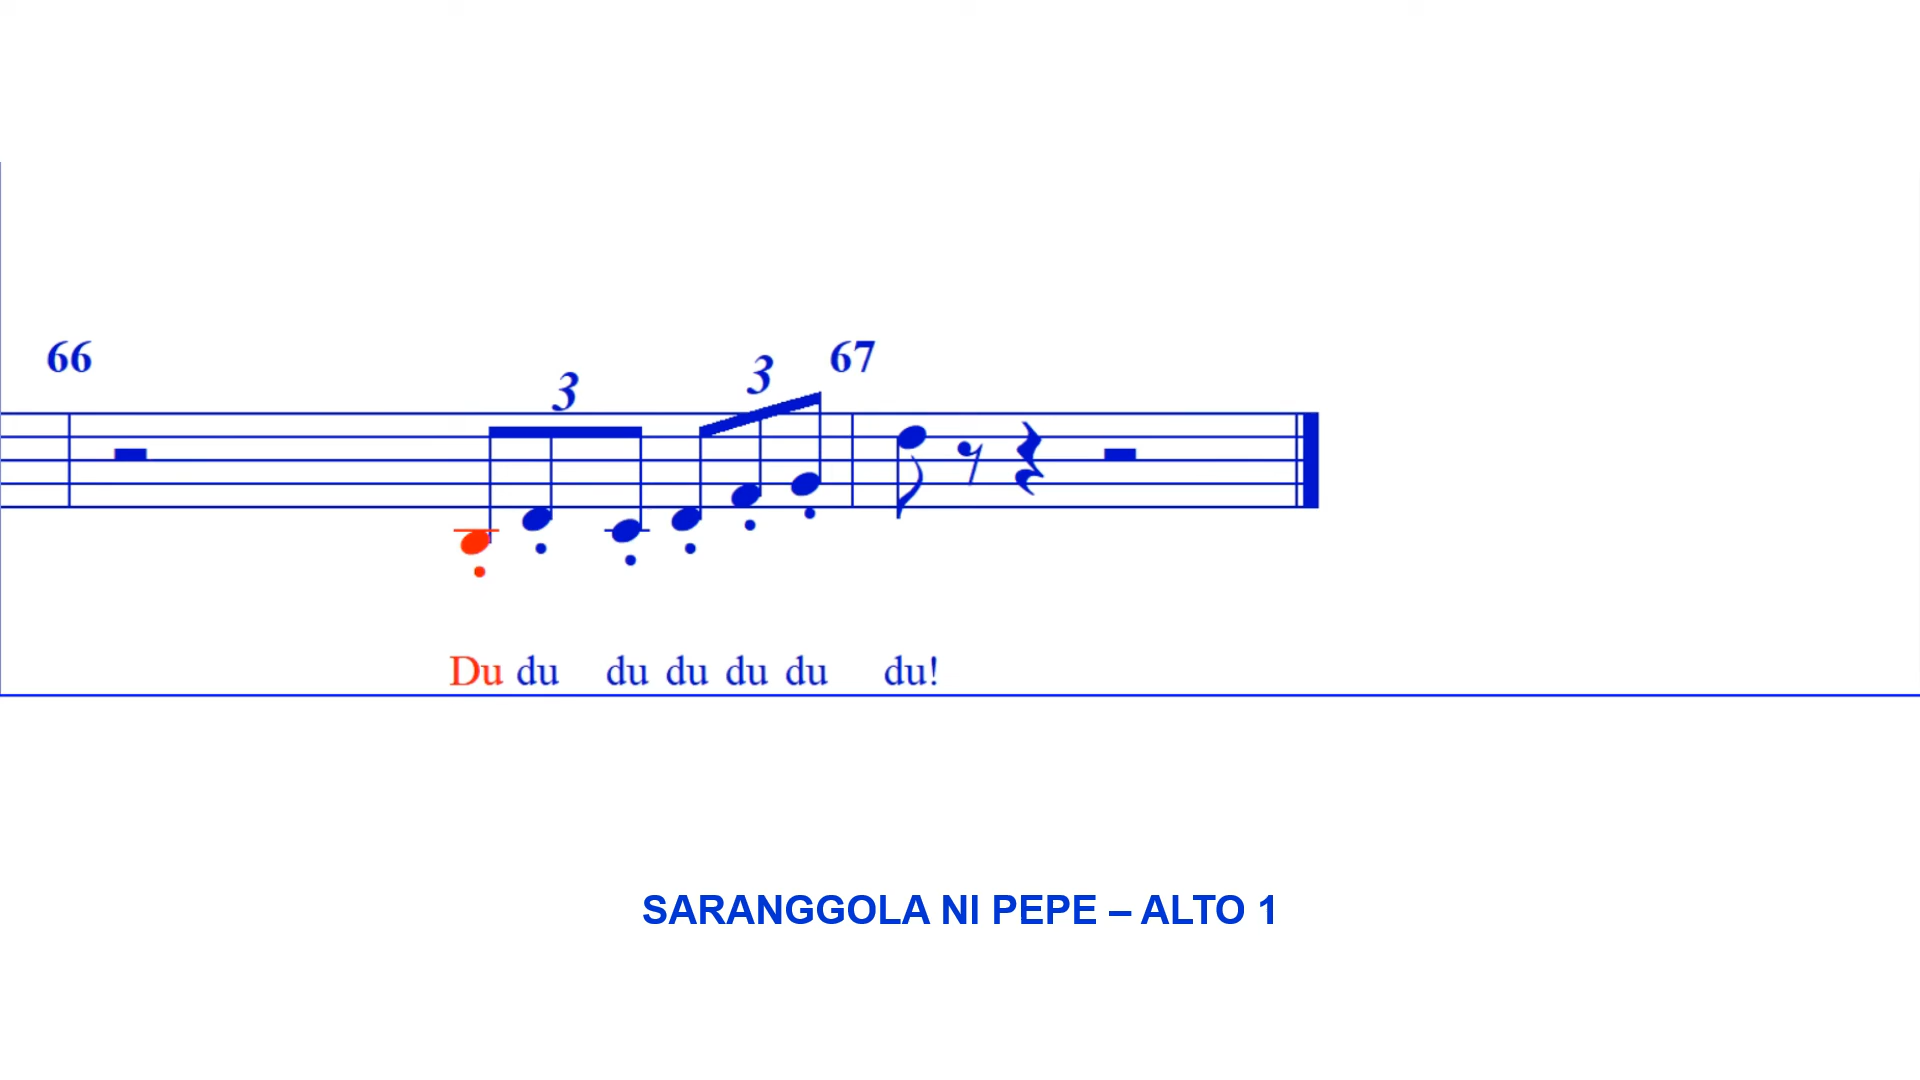 66 3 3 67
Du du du du du du du!
SARANGGOLA NI PEPE – ALTO 1